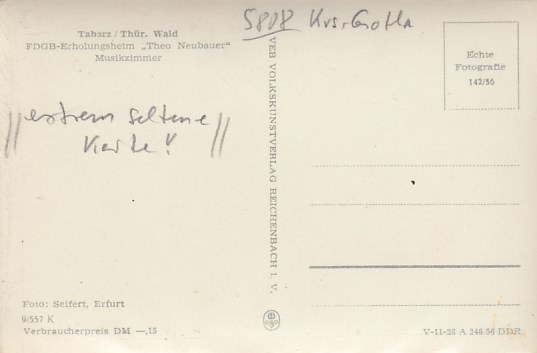 5808 Krs. Gotha
Tabarz / Thür. Wald
FDGB-Erholungsheim „Theo Neubauer"
Musikzimmer
extrem seltene
Karte!
VEB VOLKSKUNSTVERLAG REICHENBACH I. V.
Echte
Fotografie
142/56
Foto: Seifert, Erfurt
9/557 K
Verbraucherpreis DM —,15
V-11-28 A 248/56 DDR